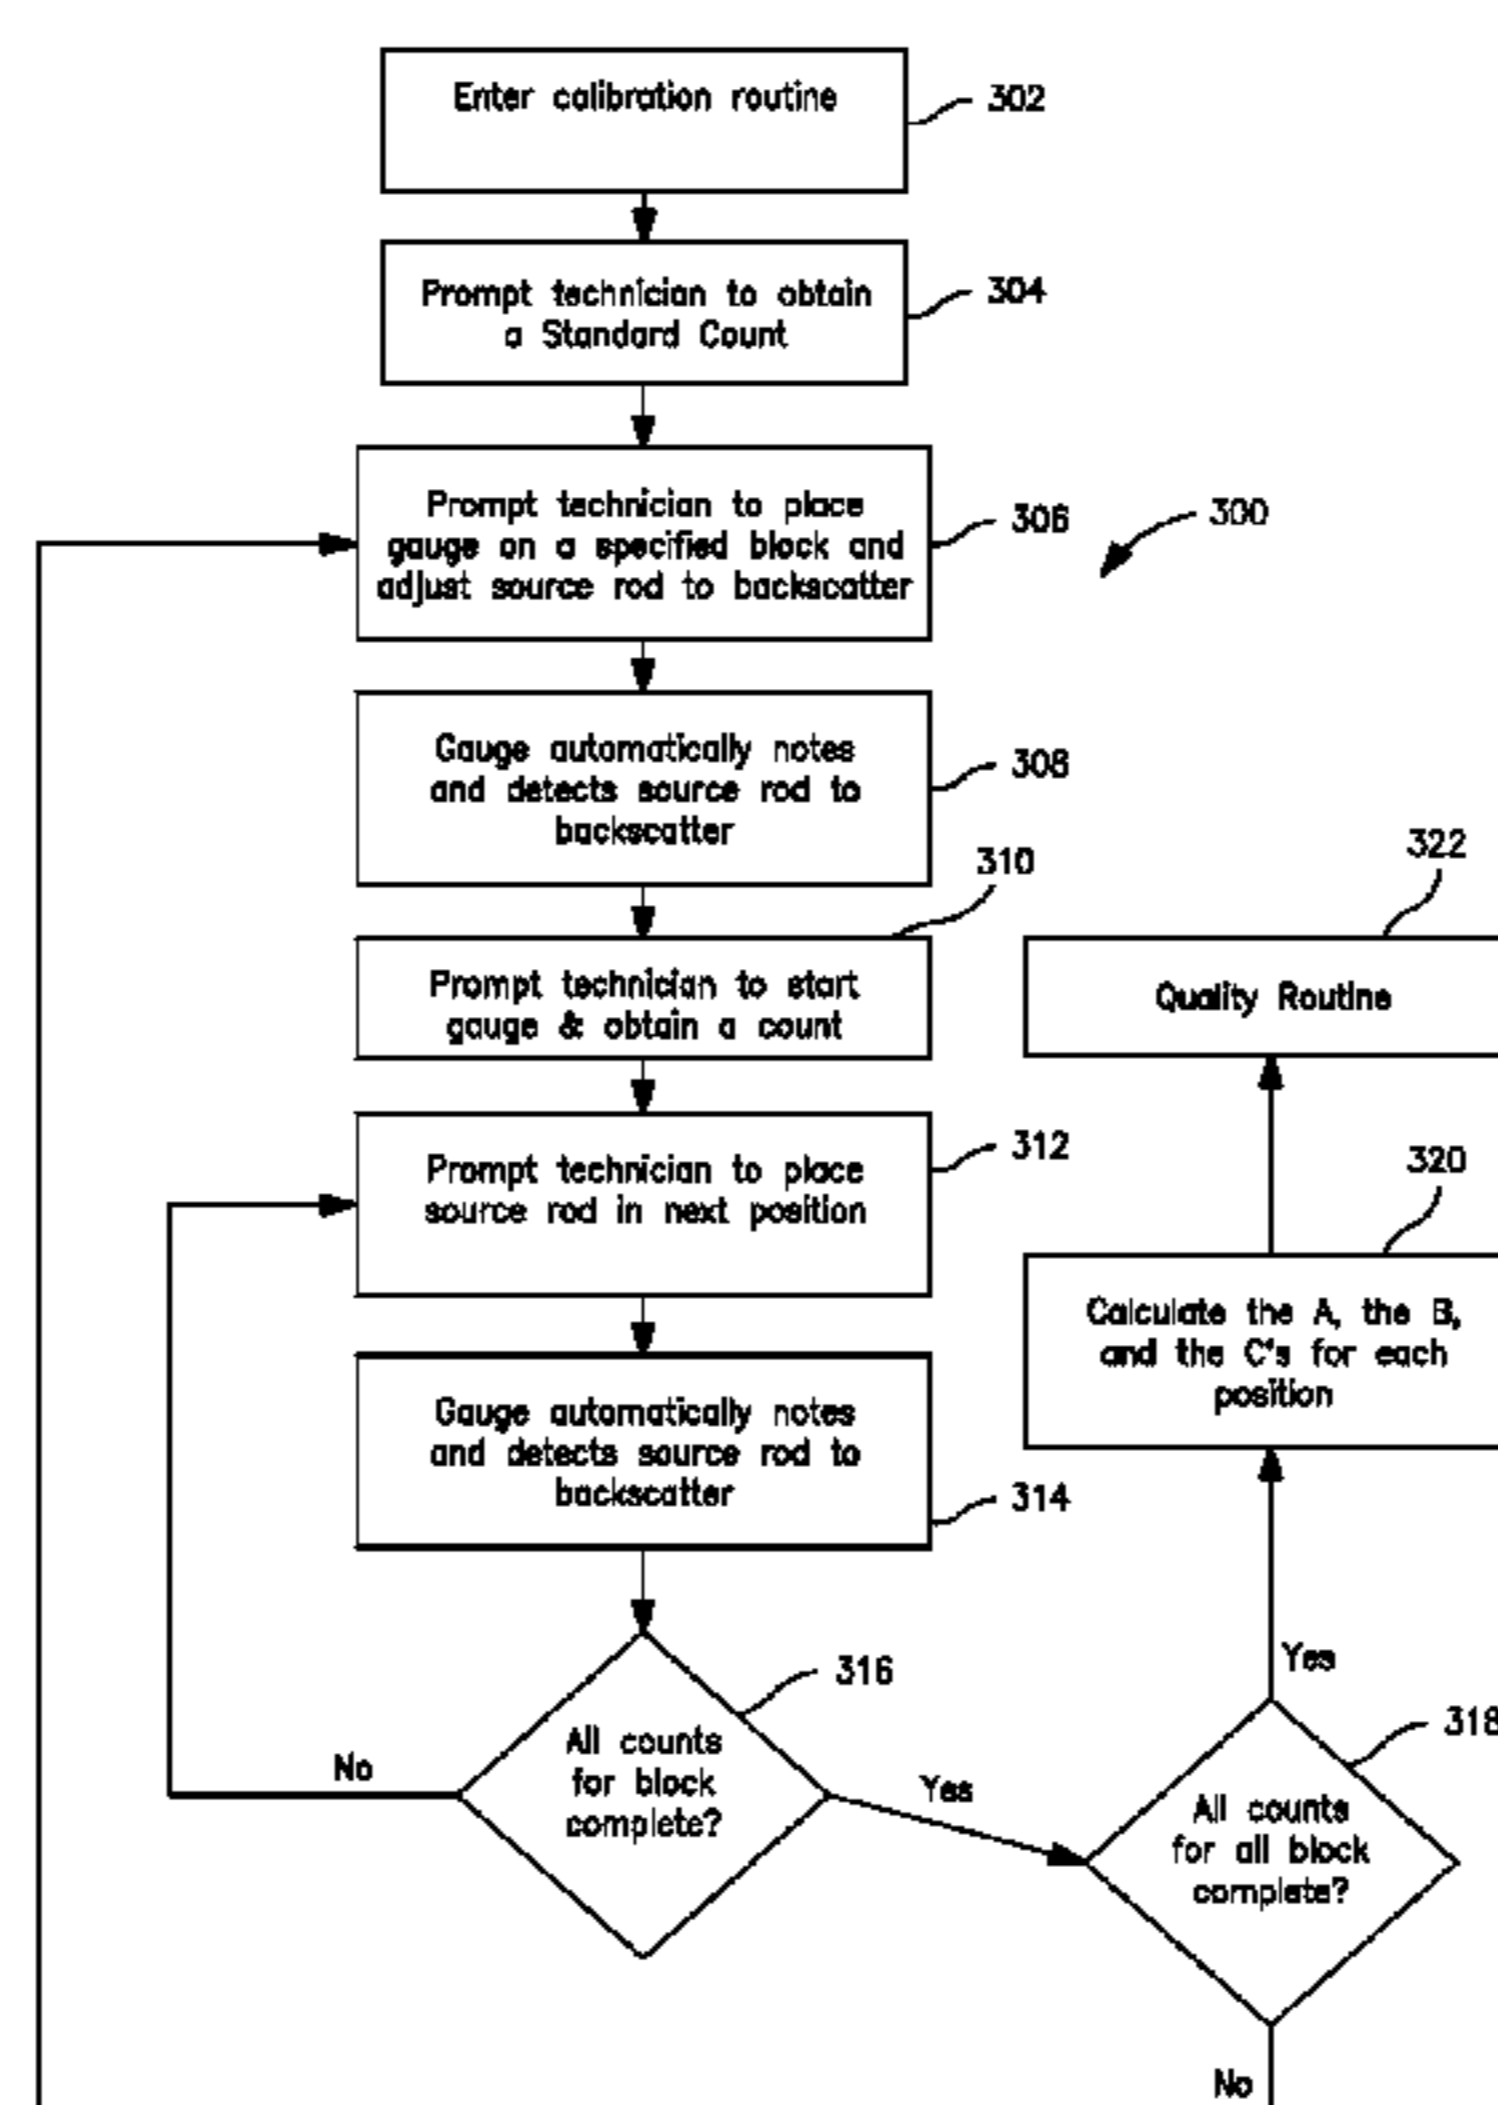 Enter calibration routine
302
Prompt technician to obtain
a Standard Count
304
Prompt technician to place
gauge on a specified block and
adjust source rod to backscatter
306
300
Gauge automatically notes
and detects source rod to
backscatter
308
310
Prompt technician to start
gauge & obtain a count
322
Quality Routine
312
Prompt technician to place
source rod in next position
320
Calculate the A, the B,
and the C's for each
position
Gauge automatically notes
and detects source rod to
backscatter
314
316
All counts
for block
complete?
No
Yes
Yes
318
All counts
for all block
complete?
No